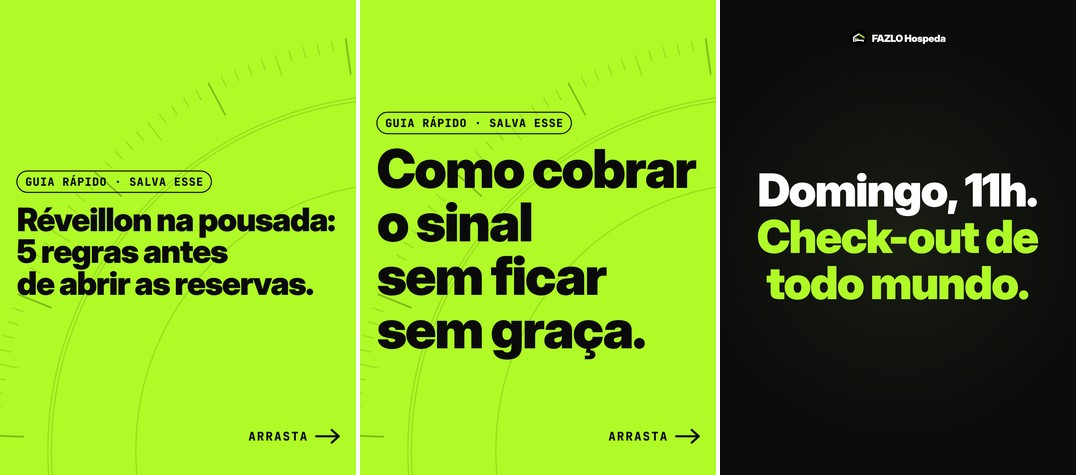 GUIA RÁPIDO · SALVA ESSE
Réveillon na pousada:
5 regras antes
de abrir as reservas.
ARRASTA →
GUIA RÁPIDO · SALVA ESSE
Como cobrar
o sinal
sem ficar
sem graça.
ARRASTA →
FAZLO Hospeda
Domingo, 11h.
Check-out de
todo mundo.